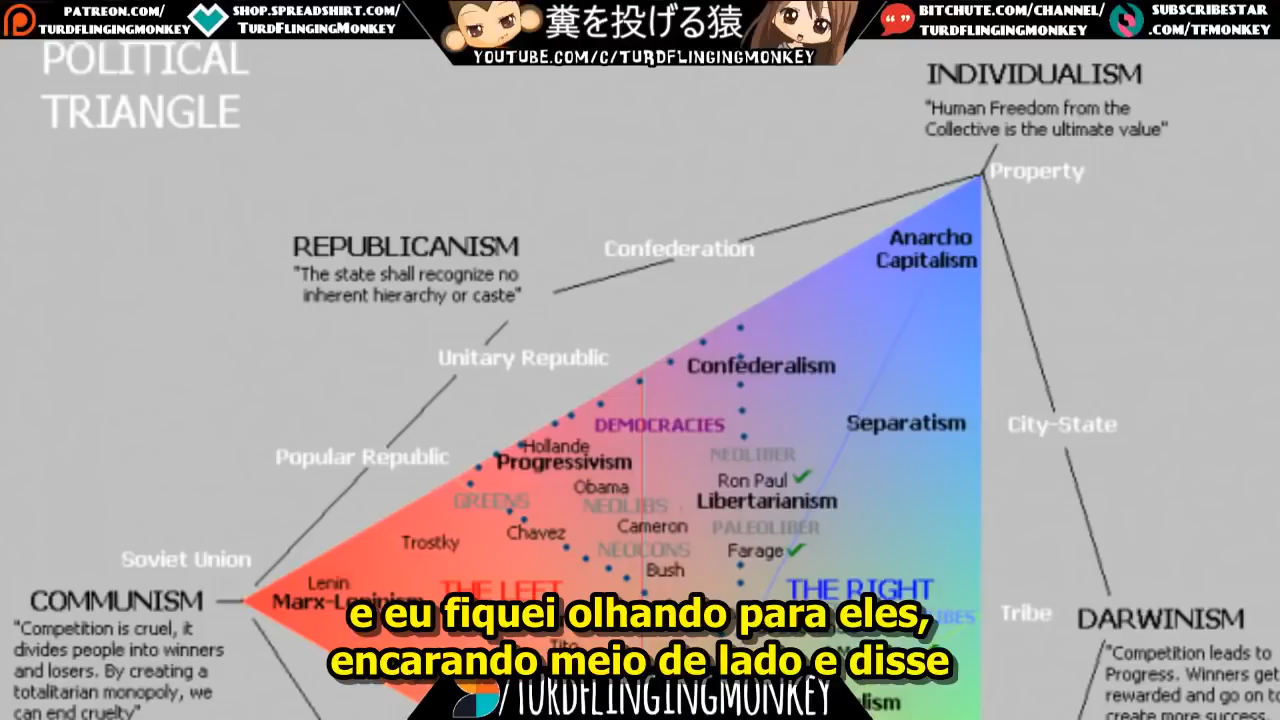 PATREON.COM/
TURDFLINGINGMONKEY
SHOP.SPREADSHIRT.COM/
TURDFLINGINGMONKEY
糞を投げる猿
YOUTUBE.COM/C/TURDFLINGINGMONKEY
BITCHUTE.COM/CHANNEL/
TURDFLINGINGMONKEY
SUBSCRIBESTAR
.COM/TFMONKEY
POLITICAL
TRIANGLE
INDIVIDUALISM
"Human Freedom from the
Collective is the ultimate value"
Property
REPUBLICANISM
"The state shall recognize no
inherent hierarchy or caste"
Confederation
Anarcho
Capitalism
Unitary Republic
Confederalism
DEMOCRACIES
Separatism
City-State
Popular Republic
Hollande
Progressivism
NEOLIBER
Ron Paul
Obama
GREENS
NEOLIBS
Libertarianism
Trotsky
Chavez
Cameron
PALEOLIBER
NEOCONS
Farage
Bush
Soviet Union
Lenin
THE LEFT
THE RIGHT
COMMUNISM
Marx-Leninism
Tribe
DARWINISM
"Competition is cruel, it
divides people into winners
and losers. By creating a
totalitarian monopoly, we
can end cruelty"
"Competition leads to
Progress. Winners get
rewarded and go on to
create more success
e eu fiquei olhando para eles,
encarando meio de lado e disse
/TURDFLINGINGMONKEY